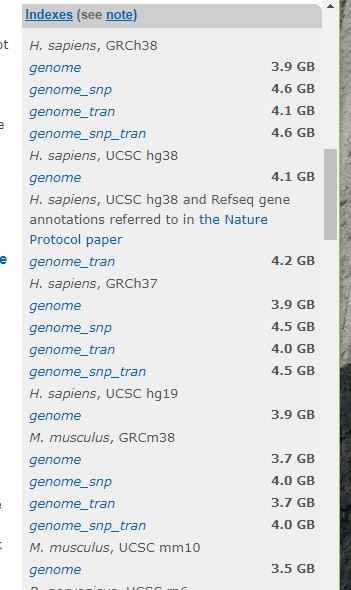 Indexes (see note)
H. sapiens, GRCh38
genome 3.9 GB
genome_snp 4.6 GB
genome_tran 4.1 GB
genome_snp_tran 4.6 GB
H. sapiens, UCSC hg38
genome 4.1 GB
H. sapiens, UCSC hg38 and Refseq gene
annotations referred to in the Nature
Protocol paper
genome_tran 4.2 GB
H. sapiens, GRCh37
genome 3.9 GB
genome_snp 4.5 GB
genome_tran 4.0 GB
genome_snp_tran 4.5 GB
H. sapiens, UCSC hg19
genome 3.9 GB
M. musculus, GRCm38
genome 3.7 GB
genome_snp 4.0 GB
genome_tran 3.7 GB
genome_snp_tran 4.0 GB
M. musculus, UCSC mm10
genome 3.5 GB